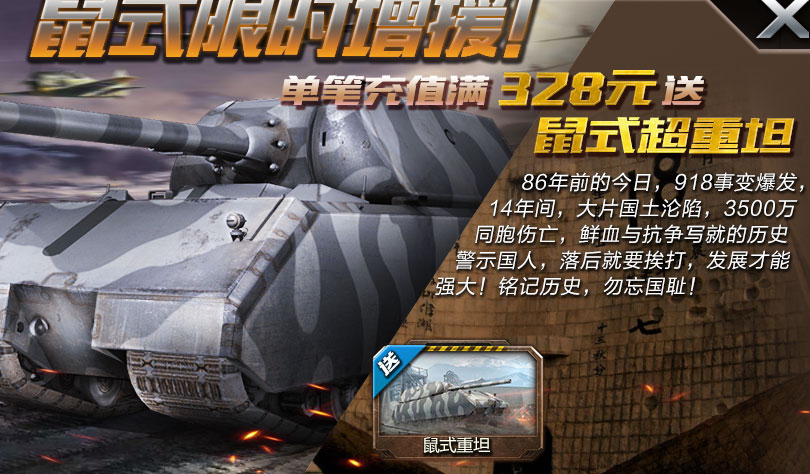 鼠式限时增援!
单笔充值满328元送
鼠式超重坦
86年前的今日，918事变爆发，
14年间，大片国土沦陷，3500万
同胞伤亡，鲜血与抗争写就的历史
警示国人，落后就要挨打，发展才能
强大！铭记历史，勿忘国耻！
送
鼠式重坦